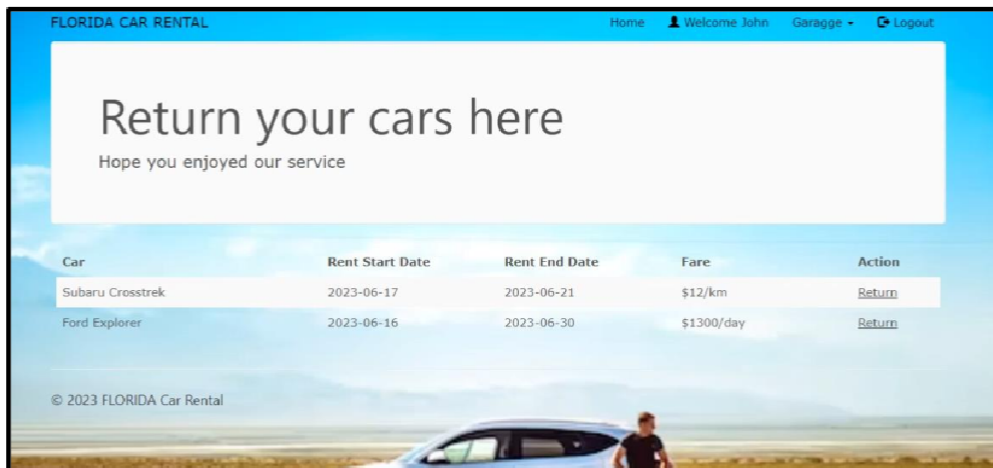 FLORIDA CAR RENTAL Home Welcome John Garagge Logout
Return your cars here
Hope you enjoyed our service
Car Rent Start Date Rent End Date Fare Action
Subaru Crosstrek 2023-06-17 2023-06-21 $12/km Return
Ford Explorer 2023-06-16 2023-06-30 $1300/day Return
© 2023 FLORIDA Car Rental